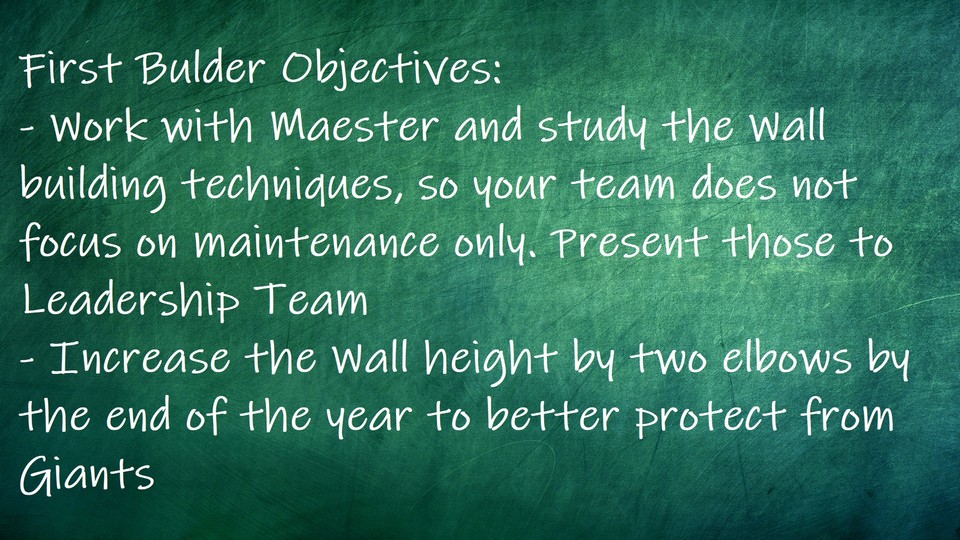 First Bulder Objectives:
- Work with Maester and study the Wall
building techniques, so your team does not
focus on maintenance only. Present those to
Leadership Team
- Increase the Wall height by two elbows by
the end of the year to better protect from
Giants